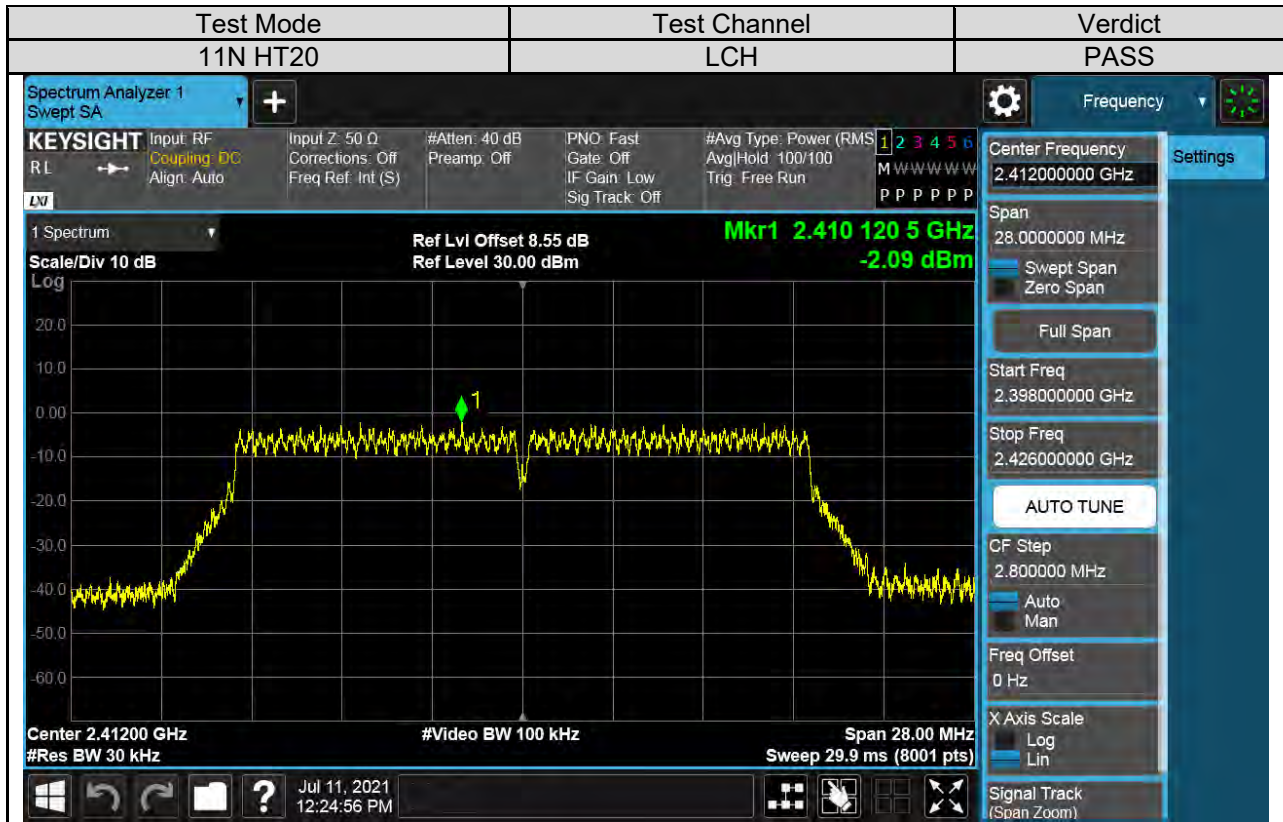 Test Mode Test Channel Verdict
11N HT20 LCH PASS
Spectrum Analyzer 1
Swept SA
+
Frequency
KEYSIGHT
RL
LXI
Input: RF
Coupling: DC
Align: Auto
Input Z: 50 Ω
Corrections: Off
Freq Ref: Int (S)
#Atten: 40 dB
Preamp: Off
PNO: Fast
Gate: Off
IF Gain: Low
Sig Track: Off
#Avg Type: Power (RMS
Avg|Hold: 100/100
Trig: Free Run
1 2 3 4 5 6
M W W W W W
P P P P P P
1 Spectrum
Scale/Div 10 dB
Ref Lvl Offset 8.55 dB
Ref Level 30.00 dBm
Mkr1 2.410 120 5 GHz
-2.09 dBm
Log
20.0
10.0
0.00
-10.0
-20.0
-30.0
-40.0
-50.0
-60.0
1
Center 2.41200 GHz
#Res BW 30 kHz
#Video BW 100 kHz
Span 28.00 MHz
Sweep 29.9 ms (8001 pts)
Center Frequency
2.412000000 GHz
Settings
Span
28.0000000 MHz
Swept Span
Zero Span
Full Span
Start Freq
2.398000000 GHz
Stop Freq
2.426000000 GHz
AUTO TUNE
CF Step
2.800000 MHz
Auto
Man
Freq Offset
0 Hz
X Axis Scale
Log
Lin
Signal Track
(Span Zoom)
?
Jul 11, 2021
12:24:56 PM